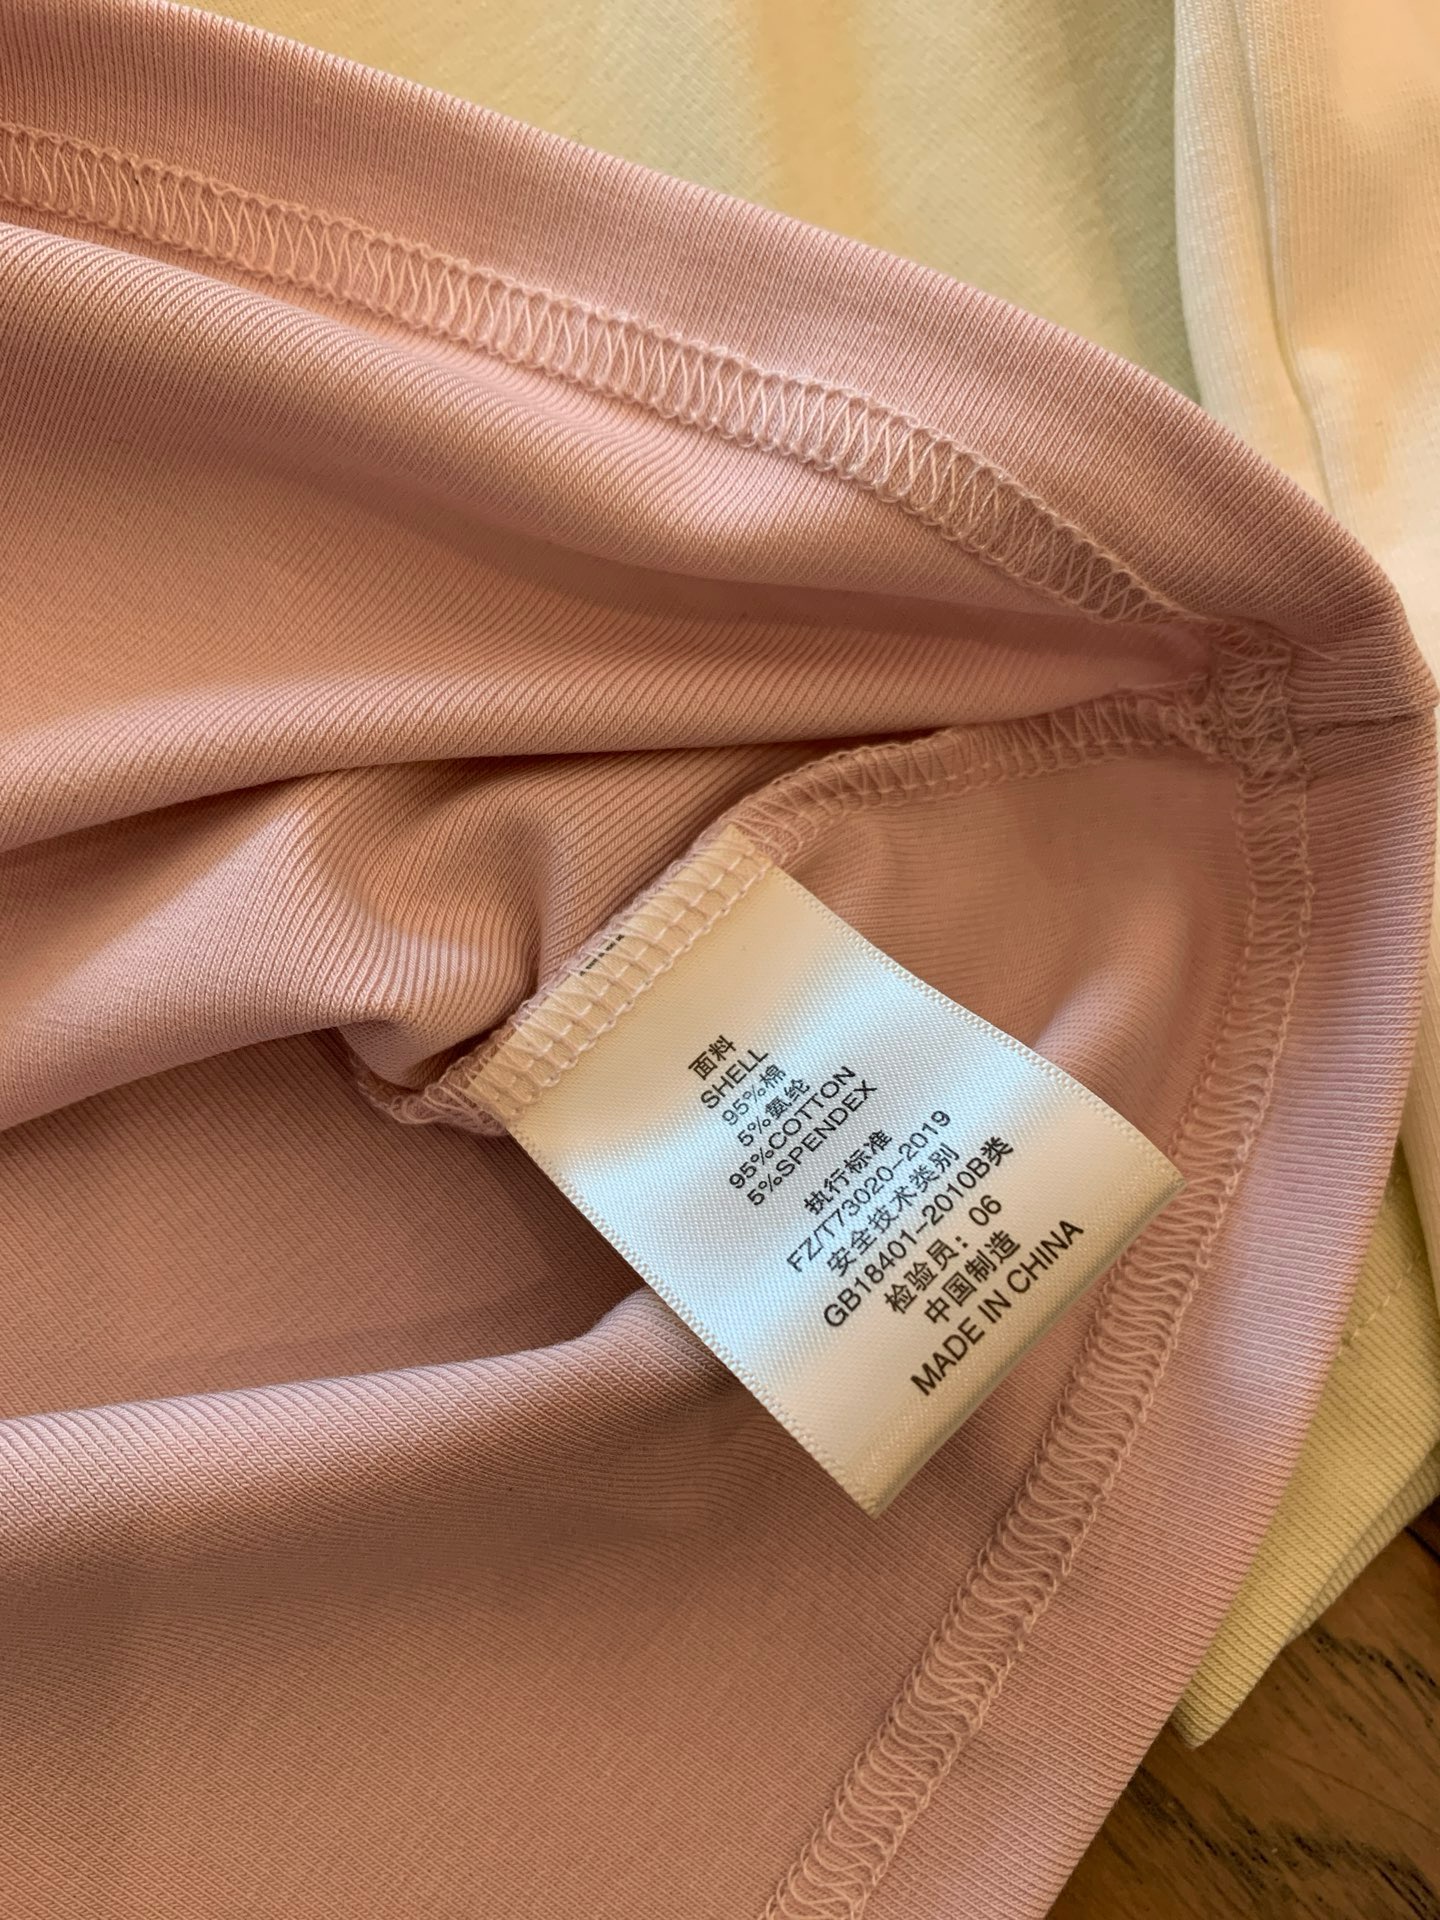 面料
SHELL
95%棉
5%氨纶
95%COTTON
5%SPENDEX
执行标准
FZ/T73020-2019
安全技术类别
GB18401-2010B类
检验员：06
中国制造
MADE IN CHINA